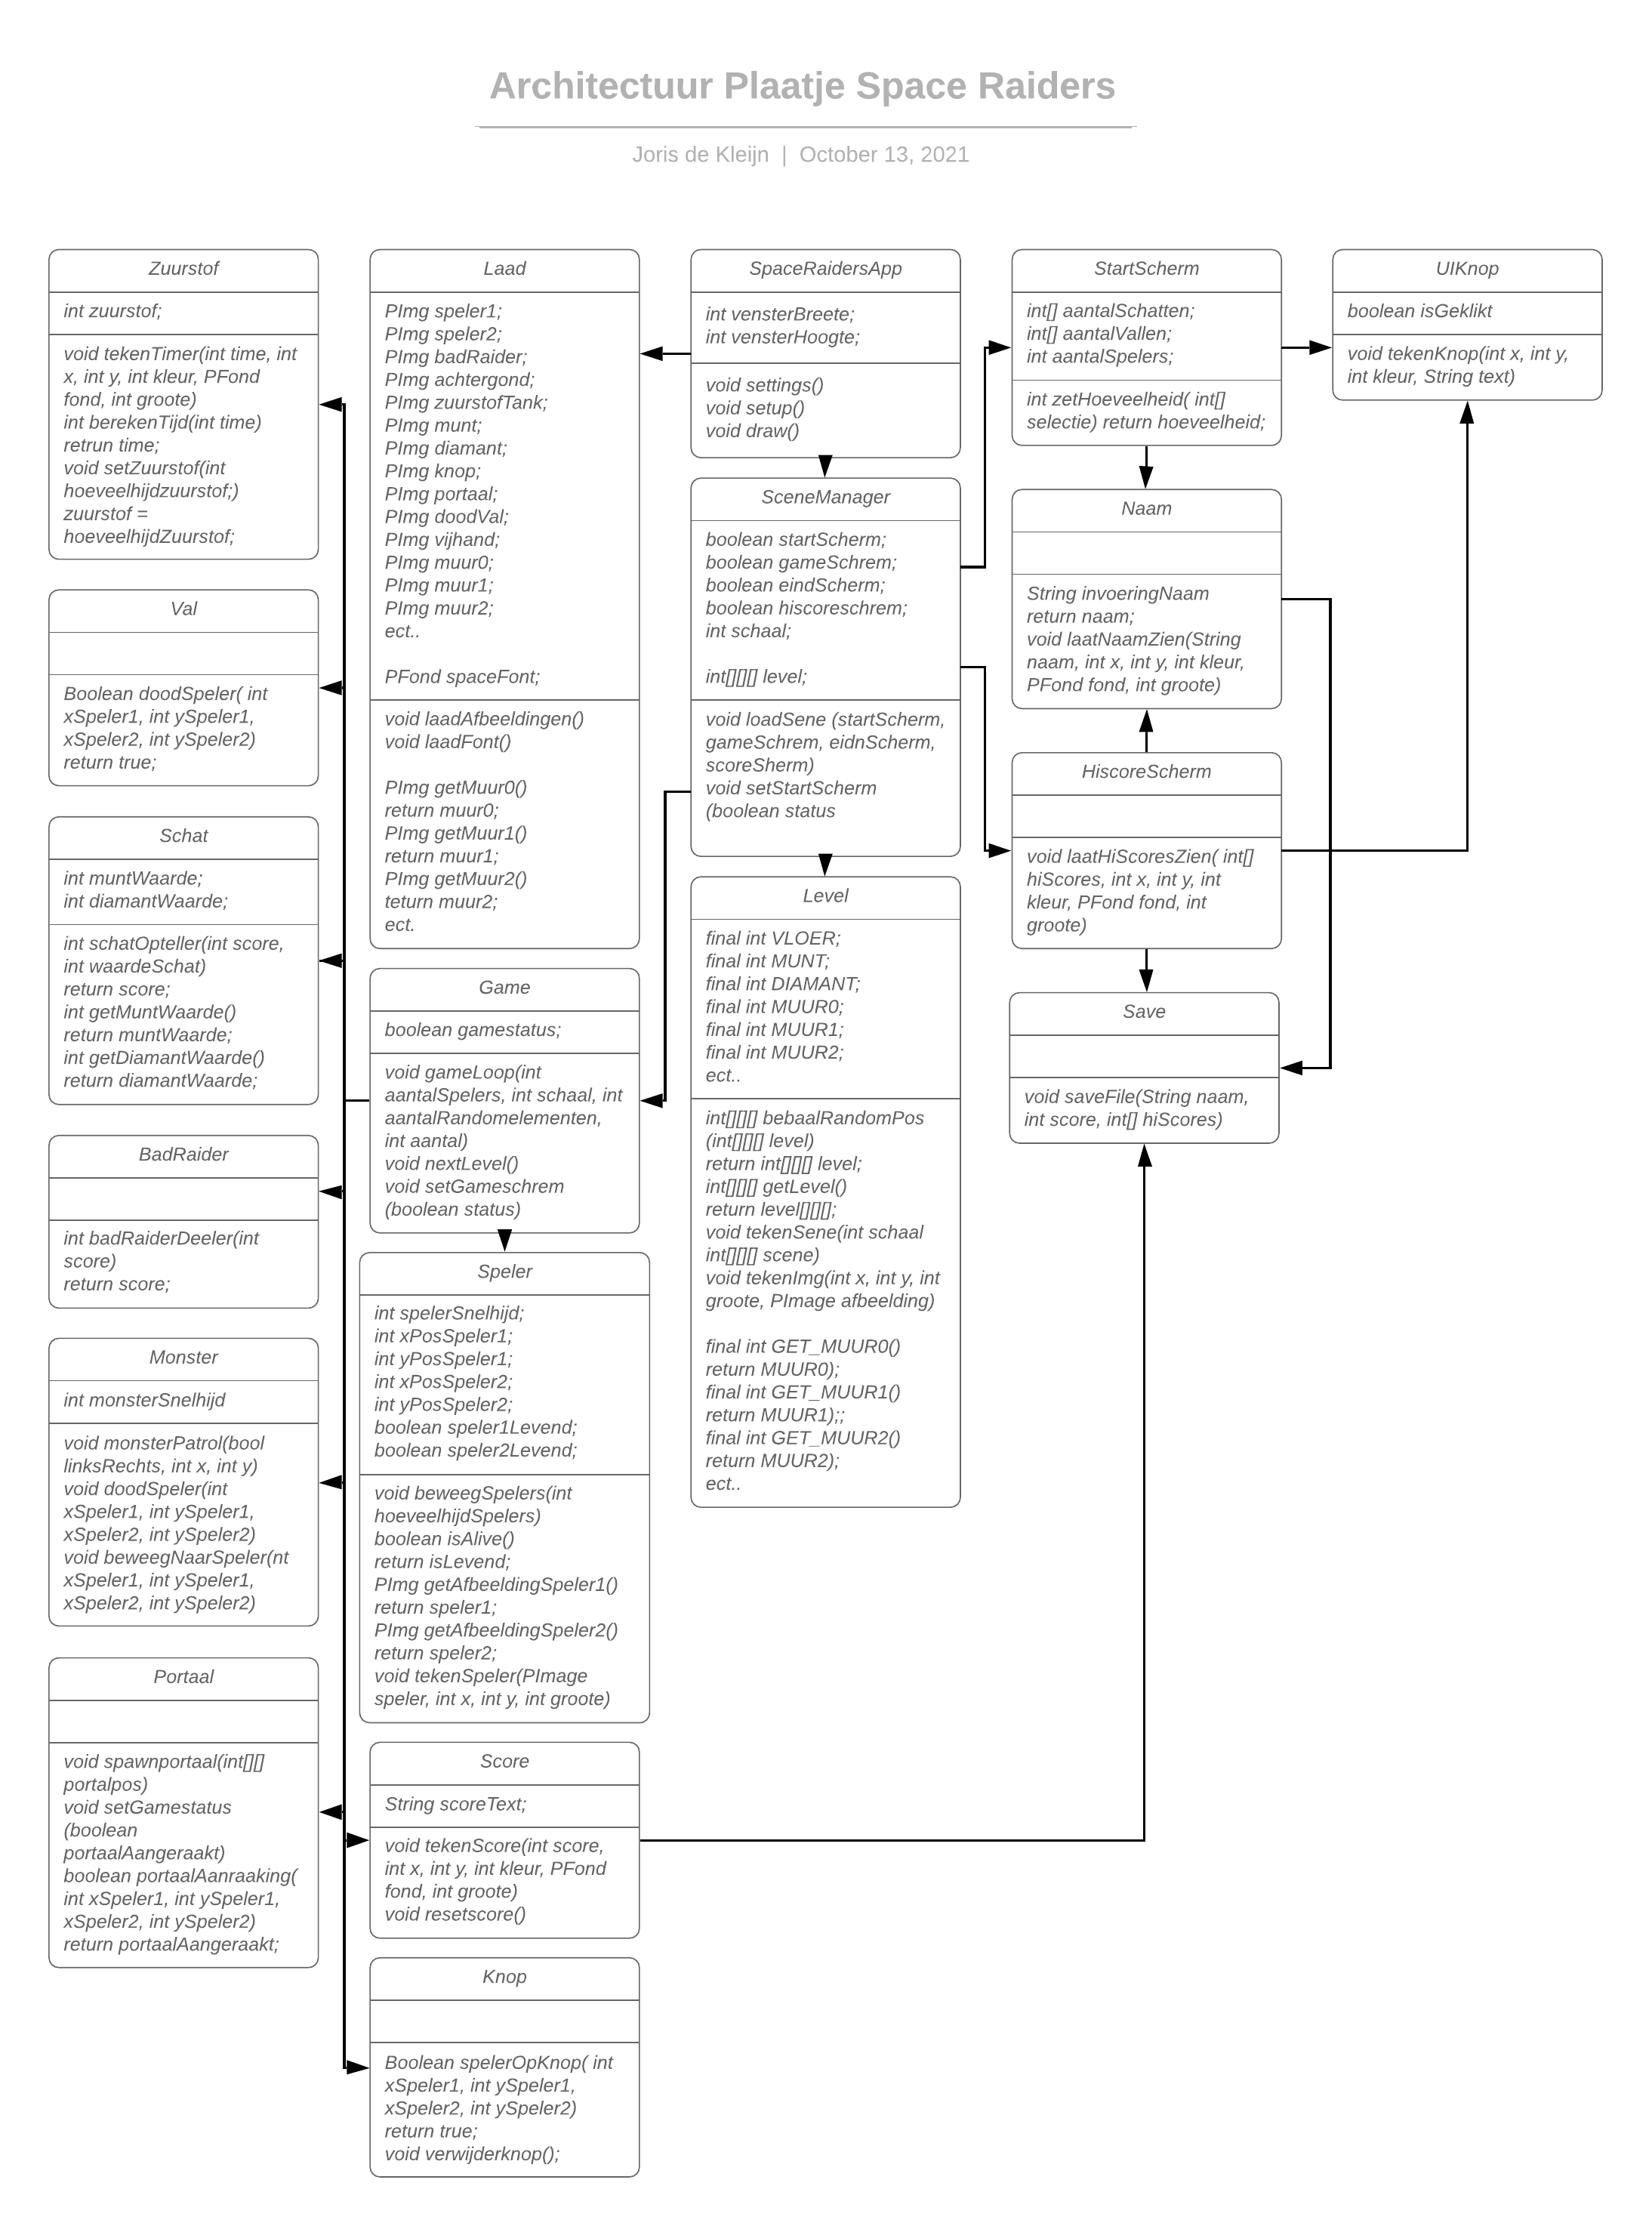 Architectuur Plaatje Space Raiders
Joris de Kleijn | October 13, 2021
Zuurstof
int zuurstof;
void tekenTimer(int time, int
x, int y, int kleur, PFond
fond, int groote)
int berekenTijd(int time)
retrun time;
void setZuurstof(int
hoeveelhijdzuurstof;)
zuurstof =
hoeveelhijdZuurstof;
Val
Boolean doodSpeler( int
xSpeler1, int ySpeler1,
xSpeler2, int ySpeler2)
return true;
Schat
int muntWaarde;
int diamantWaarde;
int schatOpteller(int score,
int waardeSchat)
return score;
int getMuntWaarde()
return muntWaarde;
int getDiamantWaarde()
return diamantWaarde;
BadRaider
int badRaiderDeeler(int
score)
return score;
Monster
int monsterSnelhijd
void monsterPatrol(bool
linksRechts, int x, int y)
void doodSpeler(int
xSpeler1, int ySpeler1,
xSpeler2, int ySpeler2)
void beweegNaarSpeler(nt
xSpeler1, int ySpeler1,
xSpeler2, int ySpeler2)
Portaal
void spawnportaal(int[][]
portalpos)
void setGamestatus
(boolean
portaalAangeraakt)
boolean portaalAanraaking(
int xSpeler1, int ySpeler1,
xSpeler2, int ySpeler2)
return portaalAangeraakt;
Laad
PImg speler1;
PImg speler2;
PImg badRaider;
PImg achtergond;
PImg zuurstofTank;
PImg munt;
PImg diamant;
PImg knop;
PImg portaal;
PImg doodVal;
PImg vijhand;
PImg muur0;
PImg muur1;
PImg muur2;
ect..
PFond spaceFont;
void laadAfbeeldingen()
void laadFont()
PImg getMuur0()
return muur0;
PImg getMuur1()
return muur1;
PImg getMuur2()
teturn muur2;
ect.
Game
boolean gamestatus;
void gameLoop(int
aantalSpelers, int schaal, int
aantalRandomelementen,
int aantal)
void nextLevel()
void setGameschrem
(boolean status)
Speler
int spelerSnelhijd;
int xPosSpeler1;
int yPosSpeler1;
int xPosSpeler2;
int yPosSpeler2;
boolean speler1Levend;
boolean speler2Levend;
void beweegSpelers(int
hoeveelhijdSpelers)
boolean isAlive()
return isLevend;
PImg getAfbeeldingSpeler1()
return speler1;
PImg getAfbeeldingSpeler2()
return speler2;
void tekenSpeler(PImage
speler, int x, int y, int groote)
Score
String scoreText;
void tekenScore(int score,
int x, int y, int kleur, PFond
fond, int groote)
void resetscore()
Knop
Boolean spelerOpKnop( int
xSpeler1, int ySpeler1,
xSpeler2, int ySpeler2)
return true;
void verwijderknop();
SpaceRaidersApp
int vensterBreete;
int vensterHoogte;
void settings()
void setup()
void draw()
SceneManager
boolean startScherm;
boolean gameSchrem;
boolean eindScherm;
boolean hiscoreschrem;
int schaal;
int[][][] level;
void loadSene (startScherm,
gameSchrem, eidnScherm,
scoreSherm)
void setStartScherm
(boolean status
Level
final int VLOER;
final int MUNT;
final int DIAMANT;
final int MUUR0;
final int MUUR1;
final int MUUR2;
ect..
int[][][] bebaalRandomPos
(int[][][] level)
return int[][][] level;
int[][][] getLevel()
return level[][][];
void tekenSene(int schaal
int[][][] scene)
void tekenImg(int x, int y, int
groote, PImage afbeelding)
final int GET_MUUR0()
return MUUR0);
final int GET_MUUR1()
return MUUR1);;
final int GET_MUUR2()
return MUUR2);
ect..
StartScherm
int[] aantalSchatten;
int[] aantalVallen;
int aantalSpelers;
int zetHoeveelheid( int[]
selectie) return hoeveelheid;
Naam
String invoeringNaam
return naam;
void laatNaamZien(String
naam, int x, int y, int kleur,
PFond fond, int groote)
HiscoreScherm
void laatHiScoresZien( int[]
hiScores, int x, int y, int
kleur, PFond fond, int
groote)
Save
void saveFile(String naam,
int score, int[] hiScores)
UIKnop
boolean isGeklikt
void tekenKnop(int x, int y,
int kleur, String text)